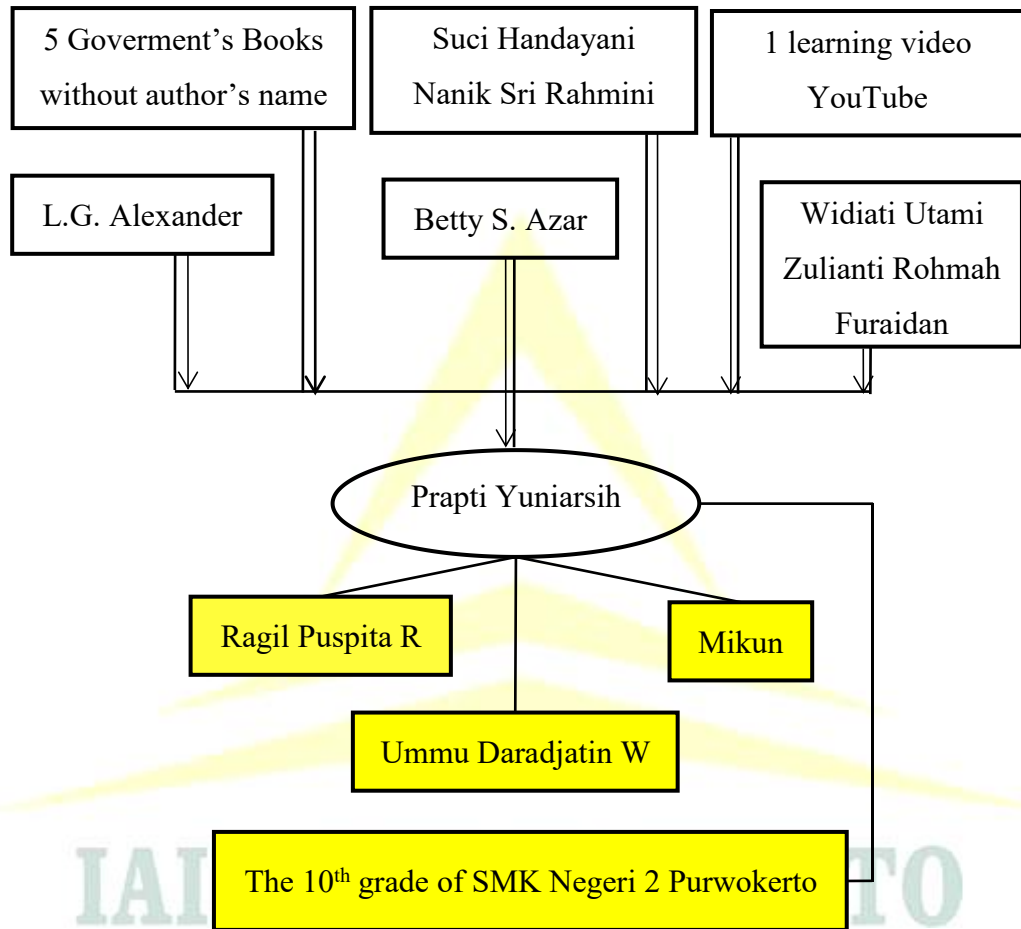 5 Goverment’s Books
without author’s name
Suci Handayani
Nanik Sri Rahmini
1 learning video
YouTube
L.G. Alexander
Betty S. Azar
Widiati Utami
Zulianti Rohmah
Furaidan
Prapti Yuniarsih
Ragil Puspita R
Mikun
Ummu Daradjatin W
The 10th grade of SMK Negeri 2 Purwokerto